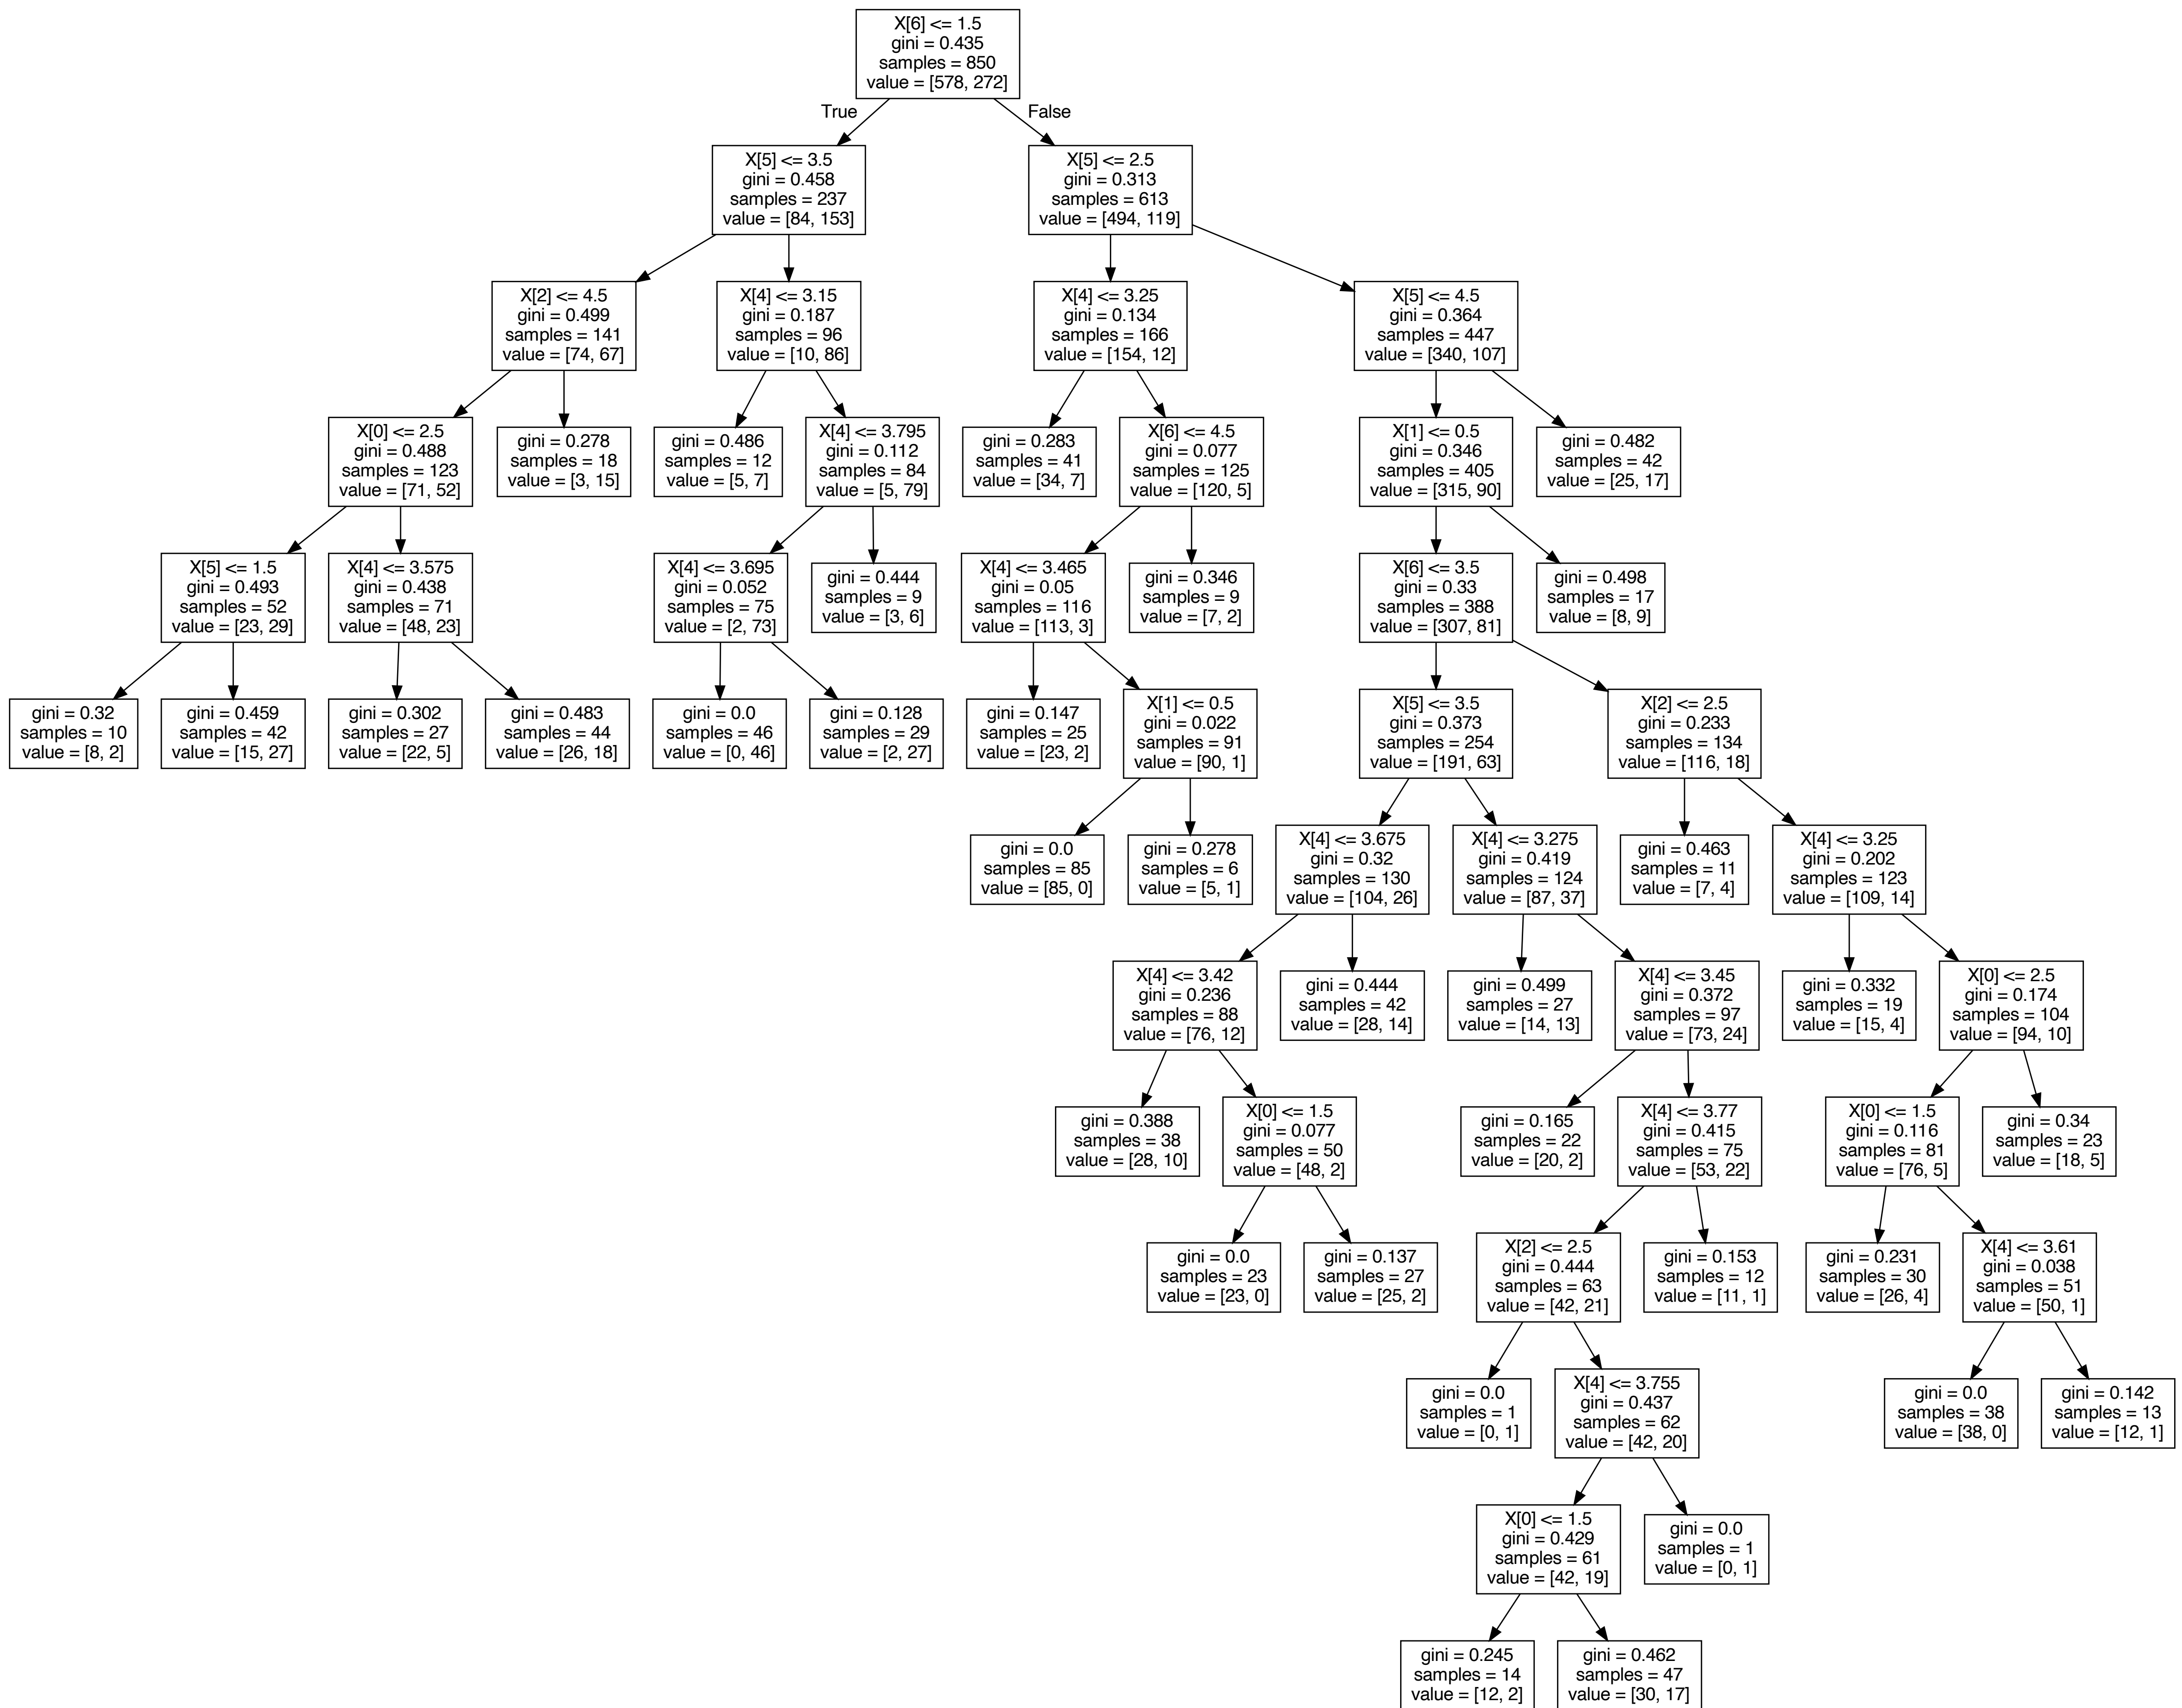 X[6] <= 1.5
gini = 0.435
samples = 850
value = [578, 272]
True
False
X[5] <= 3.5
gini = 0.458
samples = 237
value = [84, 153]
X[5] <= 2.5
gini = 0.313
samples = 613
value = [494, 119]
X[2] <= 4.5
gini = 0.499
samples = 141
value = [74, 67]
X[4] <= 3.15
gini = 0.187
samples = 96
value = [10, 86]
X[4] <= 3.25
gini = 0.134
samples = 166
value = [154, 12]
X[5] <= 4.5
gini = 0.364
samples = 447
value = [340, 107]
X[0] <= 2.5
gini = 0.488
samples = 123
value = [71, 52]
gini = 0.278
samples = 18
value = [3, 15]
gini = 0.486
samples = 12
value = [5, 7]
X[4] <= 3.795
gini = 0.112
samples = 84
value = [5, 79]
gini = 0.283
samples = 41
value = [34, 7]
X[6] <= 4.5
gini = 0.077
samples = 125
value = [120, 5]
X[1] <= 0.5
gini = 0.346
samples = 405
value = [315, 90]
gini = 0.482
samples = 42
value = [25, 17]
X[5] <= 1.5
gini = 0.493
samples = 52
value = [23, 29]
X[4] <= 3.575
gini = 0.438
samples = 71
value = [48, 23]
X[4] <= 3.695
gini = 0.052
samples = 75
value = [2, 73]
gini = 0.444
samples = 9
value = [3, 6]
X[4] <= 3.465
gini = 0.05
samples = 116
value = [113, 3]
gini = 0.346
samples = 9
value = [7, 2]
X[6] <= 3.5
gini = 0.33
samples = 388
value = [307, 81]
gini = 0.498
samples = 17
value = [8, 9]
gini = 0.32
samples = 10
value = [8, 2]
gini = 0.459
samples = 42
value = [15, 27]
gini = 0.302
samples = 27
value = [22, 5]
gini = 0.483
samples = 44
value = [26, 18]
gini = 0.0
samples = 46
value = [0, 46]
gini = 0.128
samples = 29
value = [2, 27]
gini = 0.147
samples = 25
value = [23, 2]
X[1] <= 0.5
gini = 0.022
samples = 91
value = [90, 1]
X[5] <= 3.5
gini = 0.373
samples = 254
value = [191, 63]
X[2] <= 2.5
gini = 0.233
samples = 134
value = [116, 18]
gini = 0.0
samples = 85
value = [85, 0]
gini = 0.278
samples = 6
value = [5, 1]
X[4] <= 3.675
gini = 0.32
samples = 130
value = [104, 26]
X[4] <= 3.275
gini = 0.419
samples = 124
value = [87, 37]
gini = 0.463
samples = 11
value = [7, 4]
X[4] <= 3.25
gini = 0.202
samples = 123
value = [109, 14]
X[4] <= 3.42
gini = 0.236
samples = 88
value = [76, 12]
gini = 0.444
samples = 42
value = [28, 14]
gini = 0.499
samples = 27
value = [14, 13]
X[4] <= 3.45
gini = 0.372
samples = 97
value = [73, 24]
gini = 0.332
samples = 19
value = [15, 4]
X[0] <= 2.5
gini = 0.174
samples = 104
value = [94, 10]
gini = 0.388
samples = 38
value = [28, 10]
X[0] <= 1.5
gini = 0.077
samples = 50
value = [48, 2]
gini = 0.165
samples = 22
value = [20, 2]
X[4] <= 3.77
gini = 0.415
samples = 75
value = [53, 22]
X[0] <= 1.5
gini = 0.116
samples = 81
value = [76, 5]
gini = 0.34
samples = 23
value = [18, 5]
gini = 0.0
samples = 23
value = [23, 0]
gini = 0.137
samples = 27
value = [25, 2]
X[2] <= 2.5
gini = 0.444
samples = 63
value = [42, 21]
gini = 0.153
samples = 12
value = [11, 1]
gini = 0.231
samples = 30
value = [26, 4]
X[4] <= 3.61
gini = 0.038
samples = 51
value = [50, 1]
gini = 0.0
samples = 1
value = [0, 1]
X[4] <= 3.755
gini = 0.437
samples = 62
value = [42, 20]
gini = 0.0
samples = 38
value = [38, 0]
gini = 0.142
samples = 13
value = [12, 1]
X[0] <= 1.5
gini = 0.429
samples = 61
value = [42, 19]
gini = 0.0
samples = 1
value = [0, 1]
gini = 0.245
samples = 14
value = [12, 2]
gini = 0.462
samples = 47
value = [30, 17]